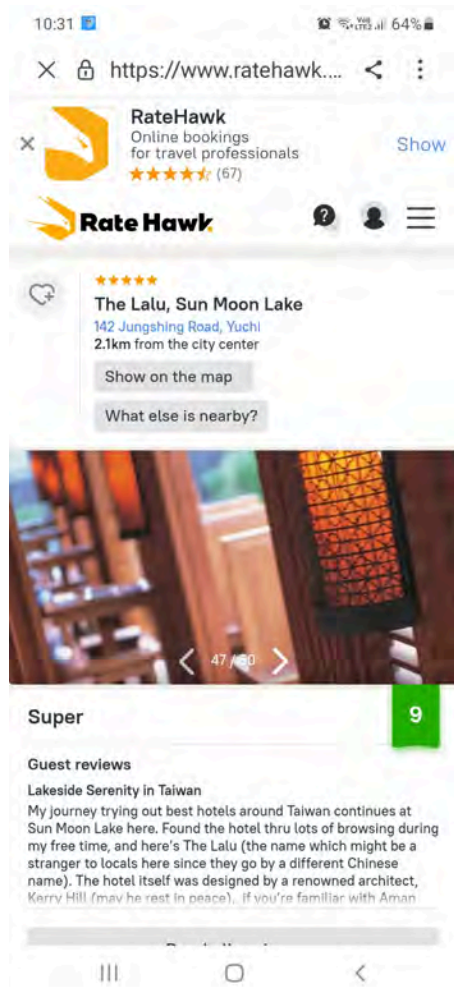 10:31
64%
https://www.ratehawk....
RateHawk
Online bookings
for travel professionals
(67)
Show
Rate Hawk
The Lalu, Sun Moon Lake
142 Jungshing Road, Yuchi
2.1km from the city center
Show on the map
What else is nearby?
47 / 50
Super
9
Guest reviews
Lakeside Serenity in Taiwan
My journey trying out best hotels around Taiwan continues at
Sun Moon Lake here. Found the hotel thru lots of browsing during
my free time, and here's The Lalu (the name which might be a
stranger to locals here since they go by a different Chinese
name). The hotel itself was designed by a renowned architect,
Kerry Hill (may he rest in peace).. if you're familiar with Aman